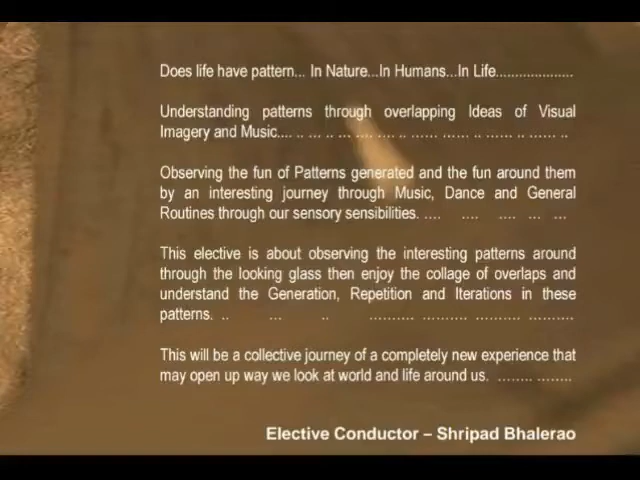 Does life have pattern... In Nature...In Humans...In Life....................
Understanding patterns through overlapping Ideas of Visual
Imagery and Music.... .. ... .. ... .... .... .. ...... ...... .. ...... .. ...... ..
Observing the fun of Patterns generated and the fun around them
by an interesting journey through Music, Dance and General
Routines through our sensory sensibilities. .... .... .... ... ...
This elective is about observing the interesting patterns around
through the looking glass then enjoy the collage of overlaps and
understand the Generation, Repetition and Iterations in these
patterns. .. ... .. .......... .......... .......... ..........
This will be a collective journey of a completely new experience that
may open up way we look at world and life around us. ........ ........
Elective Conductor – Shripad Bhalerao